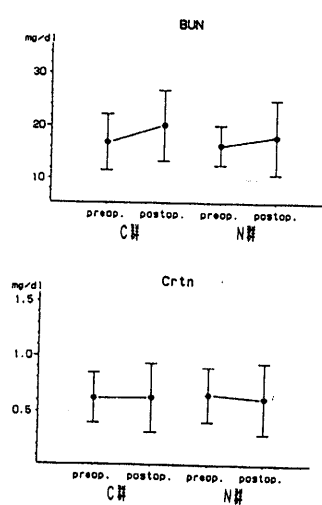 BUN
mg/dl
30
20
10
preop. postop. preop. postop.
C群 N群
Crtn
mg/dl
1.5
1.0
0.5
preop. postop. preop. postop.
C群 N群